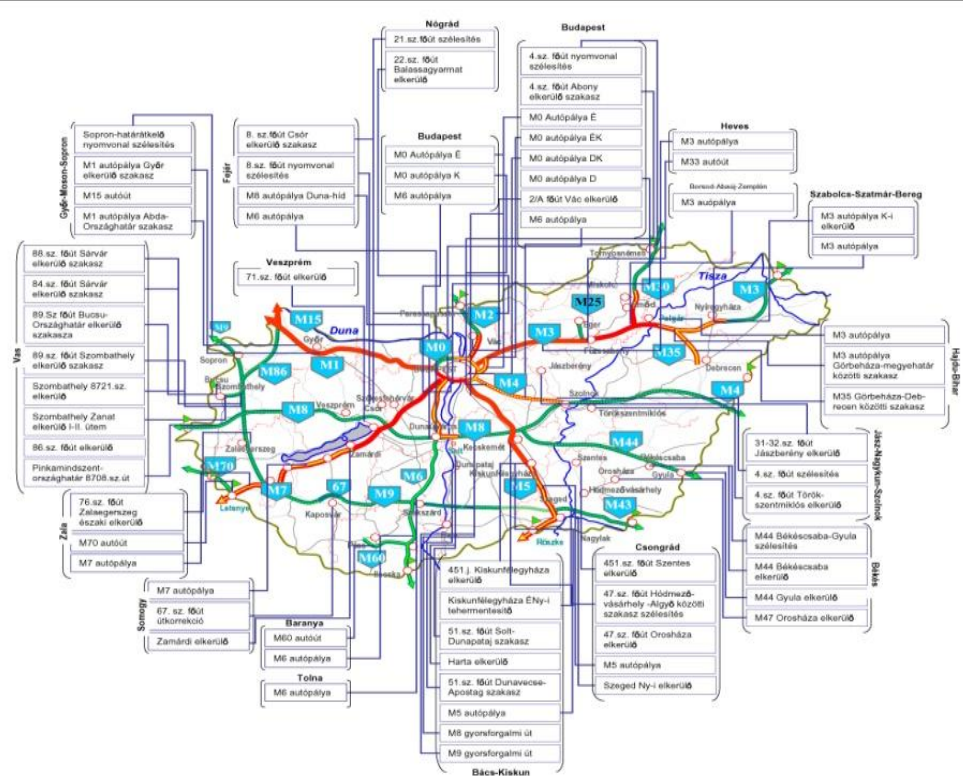 Nógrád
21.sz.főút szélesítés
22.sz. főút
Balassagyarmat
elkerülő
Budapest
4.sz. főút nyomvonal
szélesítés
4.sz. főút Abony
elkerülő szakasz
M0 Autópálya É
M0 autópálya ÉK
M0 autópálya DK
M0 autópálya D
2/A főút Vác elkerülő
M6 autópálya
Budapest
M0 Autópálya É
M0 autópálya K
M6 autópálya
Heves
M3 autópálya
M33 autóút
Borsod-Abaúj-Zemplén
M3 auópálya
Szabolcs-Szatmár-Bereg
M3 autópálya K-i
elkerülő
M3 autópálya
Győr-Moson-Sopron
Sopron-határátkelő
nyomvonal szélesítés
M1 autópálya Győr
elkerülő szakasz
M15 autóút
M1 autópálya Abda-
Országhatár szakasz
Fejér
8. sz.főút Csór
elkerülő szakasz
8.sz. főút nyomvonal
szélesítés
M8 autópálya Duna-híd
M6 autópálya
Veszprém
71.sz. főút elkerülő
Vas
88.sz. főút Sárvár
elkerülő szakasz
84.sz. főút Sárvár
elkerülő szakasz
89.Sz főút Bucsu-
Országhatár elkerülő
szakasza
89.sz. főút Szombathely
elkerülő szakasz
Szombathely 8721.sz.
elkerülő
Szombathely Zanat
elkerülő I-II. ütem
86.sz. főút elkerülő
Pinkamindszent-
országhatár 8708.sz.út
Zala
76.sz. főút
Zalaegerszeg
északi elkerülő
M70 autóút
M7 autópálya
Somogy
M7 autópálya
67. sz. főút
útkorrekció
Zamárdi elkerülő
Baranya
M60 autóút
M6 autópálya
Tolna
M6 autópálya
451.j. Kiskunfélegyháza
elkerülő
Kiskunfélegyháza ÉNy-i
tehermentesítő
51.sz. főút Solt-
Dunapataj szakasz
Harta elkerülő
51.sz. főút Dunavecse-
Apostag szakasz
M5 autópálya
M8 gyorsforgalmi út
M9 gyorsforgalmi út
Bács-Kiskun
Csongrád
451.sz. főút Szentes
elkerülő
47.sz. főút Hódmező-
vásárhely -Algyő közötti
szakasz szélesítés
47.sz. főút Orosháza
elkerülő
M5 autópálya
Szeged Ny-i elkerülő
Hajdú-Bihar
M3 autópálya
M3 autópálya
Görbeháza-megyehatár
közötti szakasz
M35 Görbeháza-Deb-
recen közötti szakasz
Jász-Nagykun-Szolnok
31-32.sz. főút
Jászberény elkerülő
4.sz. főút szélesítés
4.sz. főút Török-
szentmiklós elkerülő
Békés
M44 Békéscsaba-Gyula
szélesítés
M44 Békéscsaba
elkerülő
M44 Gyula elkerülő
M47 Orosháza elkerülő
Tornyosnémeti
Miskolc
M30
Tisza
M3
M25
Eger
Polgár
Nyíregyháza
Füzesabony
M35
Debrecen
Parassapuszta
M2
Vác
M3
M0
Duna
M15
Győr
M1
M9
Sopron
M86
Bucsu
Szombathely
M8
Veszprém
Székesfehérvár
Csór
Jászberény
M4
Szolnok
Törökszentmiklós
M4
M8
Kecskemét
Dunapataj
Kiskunfélegyháza
M44
Békéscsaba
Gyula
Szentes
Orosháza
Hódmezővásárhely
M5
Szeged
M43
Nagylak
Röszke
Zalaegerszeg
Zamárdi
M70
M7
Letenye
67
Kaposvár
M9
M6
Szekszárd
Baja
Pécs
M60
Ilocska